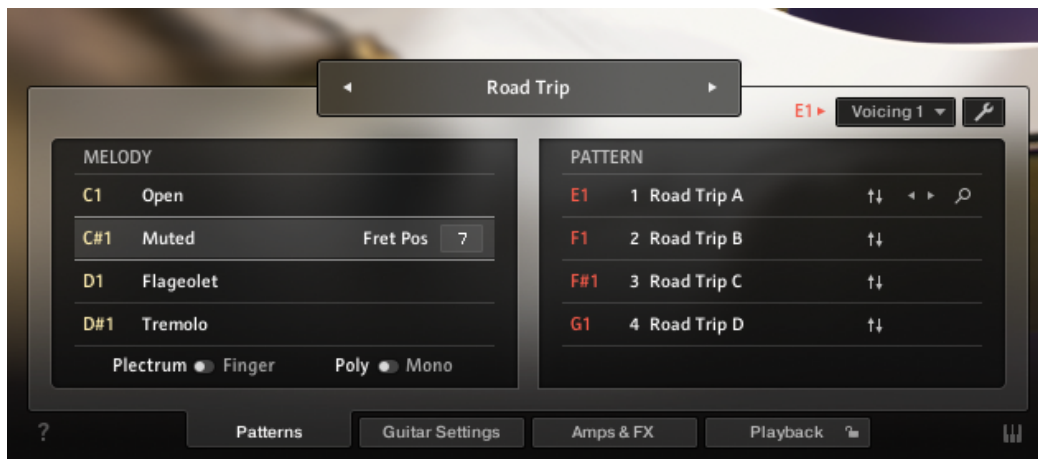 Road Trip
E1 Voicing 1
MELODY
C1 Open
C#1 Muted Fret Pos 7
D1 Flageolet
D#1 Tremolo
Plectrum Finger Poly Mono
PATTERN
E1 1 Road Trip A
F1 2 Road Trip B
F#1 3 Road Trip C
G1 4 Road Trip D
? Patterns Guitar Settings Amps & FX Playback